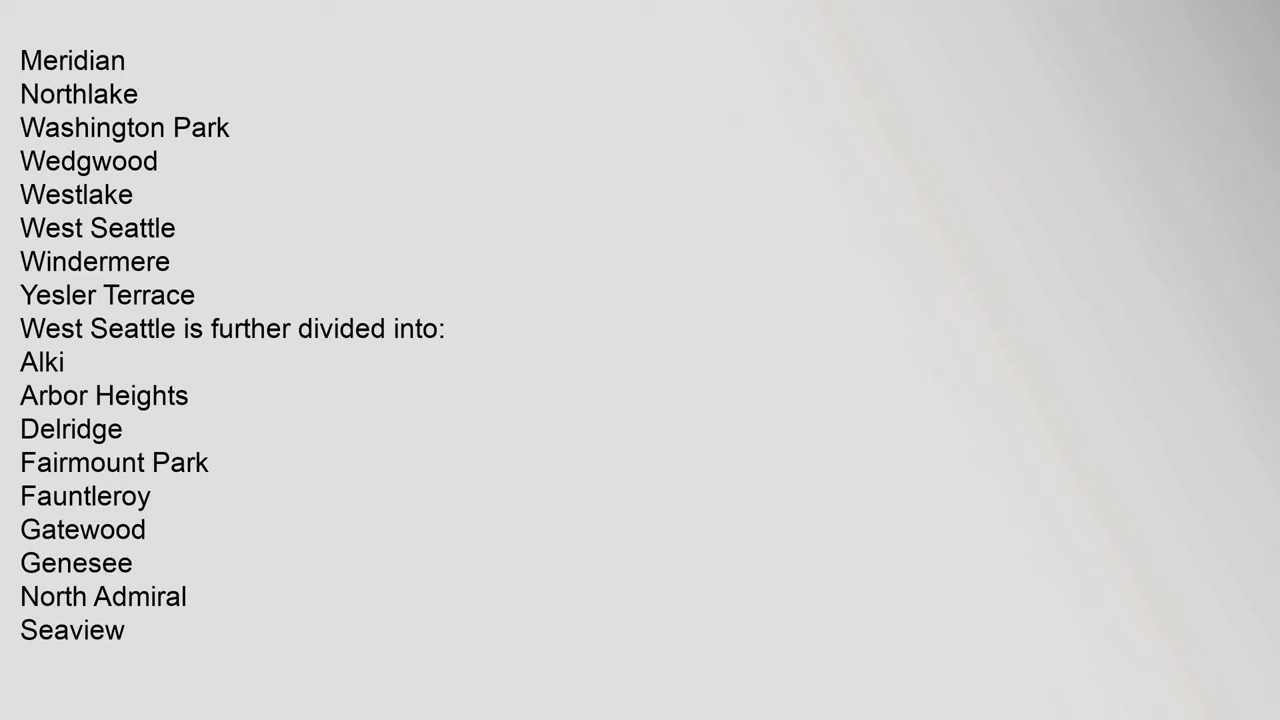 Meridian
Northlake
Washington Park
Wedgwood
Westlake
West Seattle
Windermere
Yesler Terrace
West Seattle is further divided into:
Alki
Arbor Heights
Delridge
Fairmount Park
Fauntleroy
Gatewood
Genesee
North Admiral
Seaview